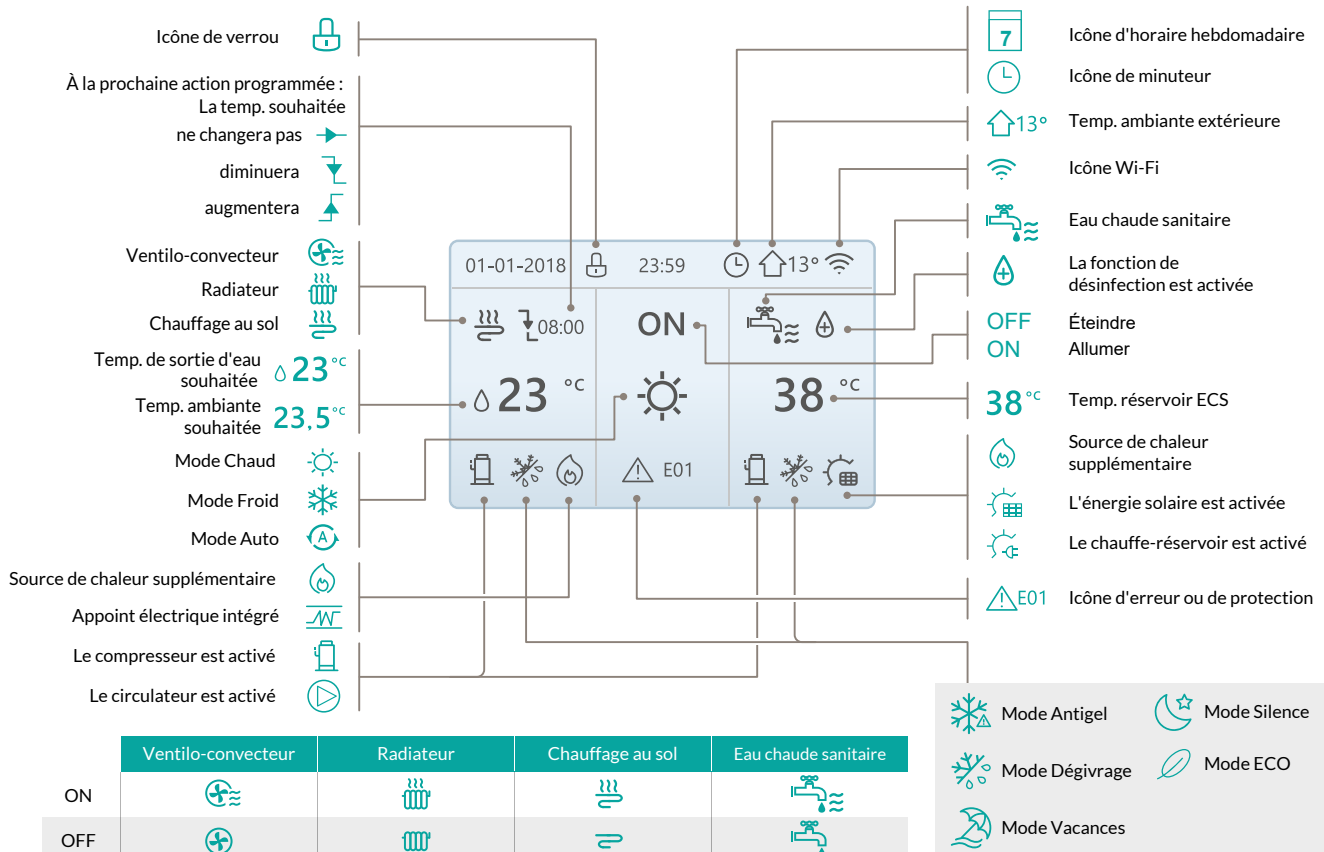 Icône de verrou
À la prochaine action programmée :
La temp. souhaitée
ne changera pas
diminuera
augmentera
Ventilo-convecteur
Radiateur
Chauffage au sol
Temp. de sortie d'eau
souhaitée
23°c
Temp. ambiante
souhaitée
23,5°c
Mode Chaud
Mode Froid
Mode Auto
A
Source de chaleur supplémentaire
Appoint électrique intégré
Le compresseur est activé
Le circulateur est activé
01-01-2018
23:59
13°
08:00
ON
23 °C
38 °C
E01
7
Icône d'horaire hebdomadaire
Icône de minuteur
13°
Temp. ambiante extérieure
Icône Wi-Fi
Eau chaude sanitaire
La fonction de
désinfection est activée
OFF Éteindre
ON Allumer
38°c
Temp. réservoir ECS
Source de chaleur
supplémentaire
L'énergie solaire est activée
Le chauffe-réservoir est activé
E01
Icône d'erreur ou de protection
Mode Antigel
Mode Silence
Mode Dégivrage
Mode ECO
Mode Vacances
Ventilo-convecteur Radiateur Chauffage au sol Eau chaude sanitaire
ON
OFF